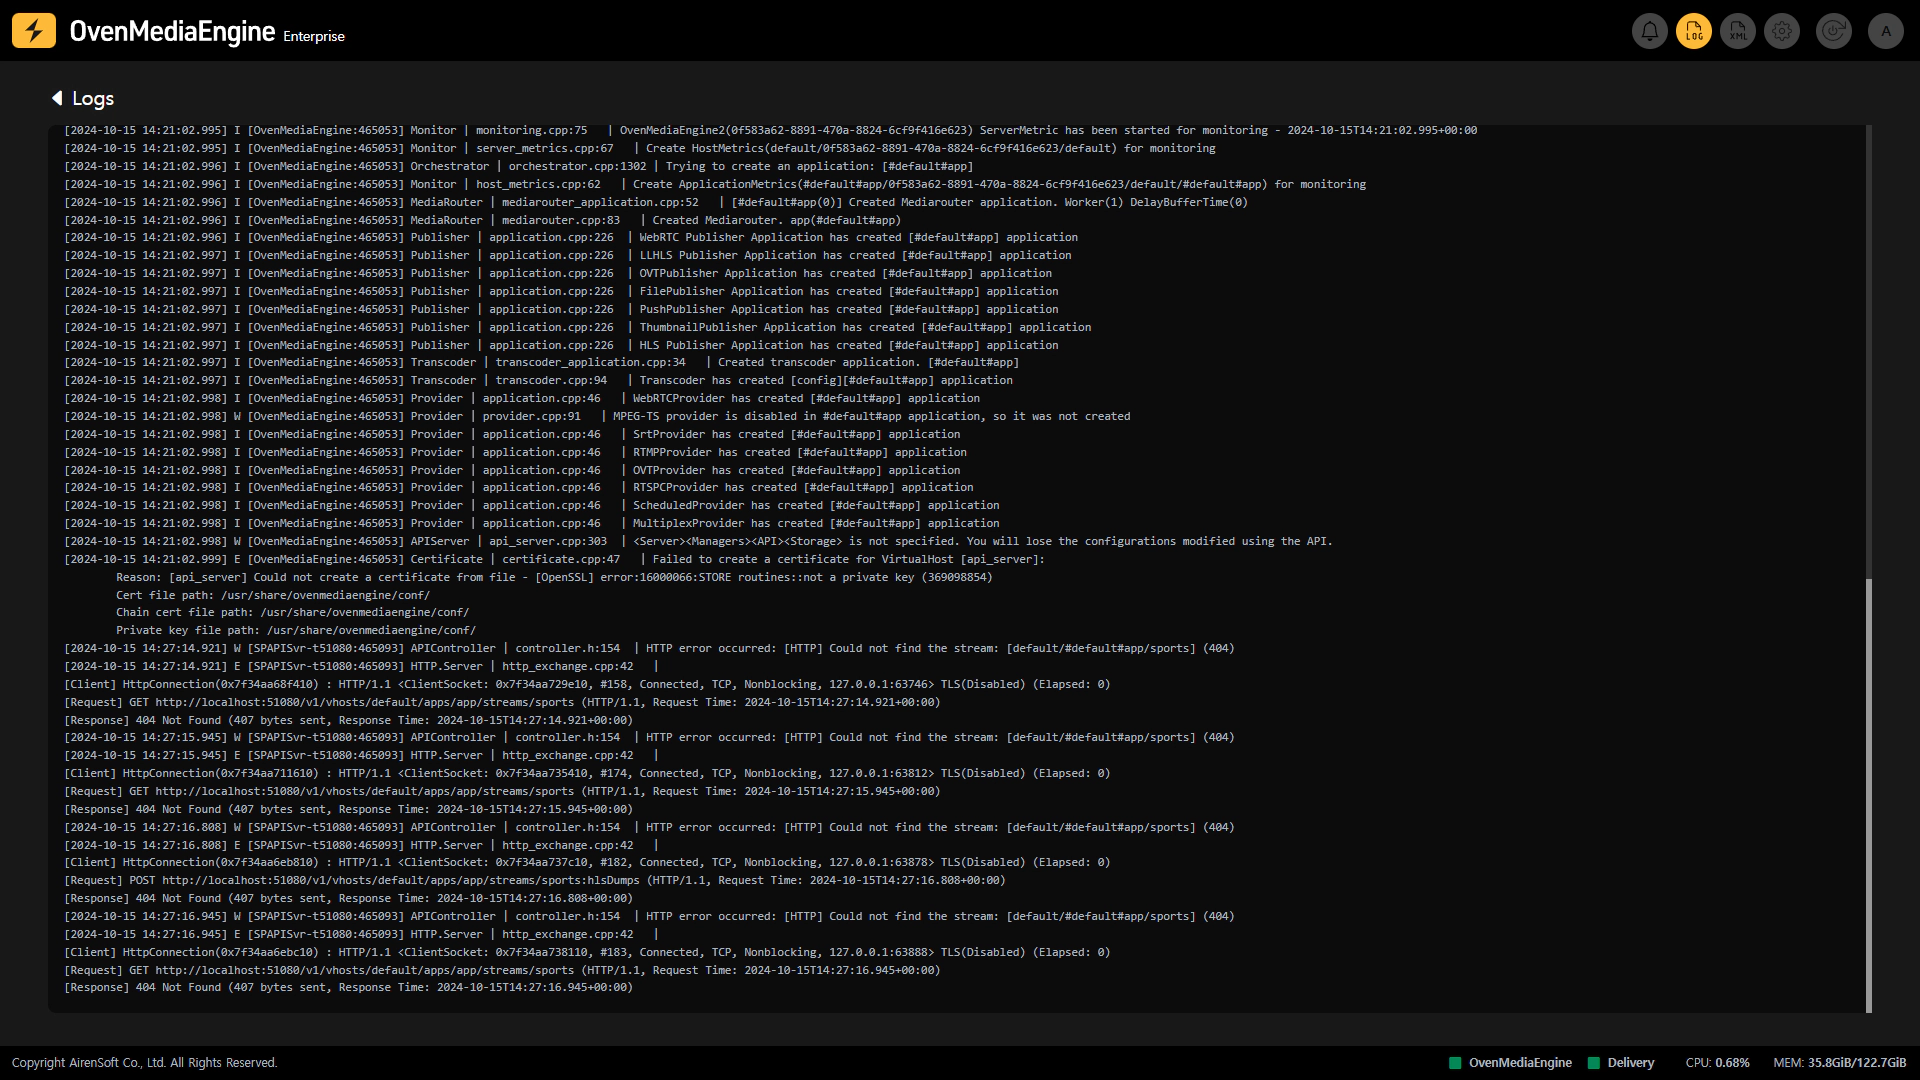 OvenMediaEngine Enterprise
LOG
XML
A
Logs
[2024-10-15 14:21:02.995] I [OvenMediaEngine:465053] Monitor | monitoring.cpp:75   | OvenMediaEngine2(0f583a62-8891-470a-8824-6cf9f416e623) ServerMetric has been started for monitoring - 2024-10-15T14:21:02.995+00:00
[2024-10-15 14:21:02.995] I [OvenMediaEngine:465053] Monitor | server_metrics.cpp:67   | Create HostMetrics(default/0f583a62-8891-470a-8824-6cf9f416e623/default) for monitoring
[2024-10-15 14:21:02.996] I [OvenMediaEngine:465053] Orchestrator | orchestrator.cpp:1302 | Trying to create an application: [#default#app]
[2024-10-15 14:21:02.996] I [OvenMediaEngine:465053] Monitor | host_metrics.cpp:62   | Create ApplicationMetrics(#default#app/0f583a62-8891-470a-8824-6cf9f416e623/default/#default#app) for monitoring
[2024-10-15 14:21:02.996] I [OvenMediaEngine:465053] MediaRouter | mediarouter_application.cpp:52   | [#default#app(0)] Created Mediarouter application. Worker(1) DelayBufferTime(0)
[2024-10-15 14:21:02.996] I [OvenMediaEngine:465053] MediaRouter | mediarouter.cpp:83   | Created Mediarouter. app(#default#app)
[2024-10-15 14:21:02.996] I [OvenMediaEngine:465053] Publisher | application.cpp:226  | WebRTC Publisher Application has created [#default#app] application
[2024-10-15 14:21:02.997] I [OvenMediaEngine:465053] Publisher | application.cpp:226  | LLHLS Publisher Application has created [#default#app] application
[2024-10-15 14:21:02.997] I [OvenMediaEngine:465053] Publisher | application.cpp:226  | OVTPublisher Application has created [#default#app] application
[2024-10-15 14:21:02.997] I [OvenMediaEngine:465053] Publisher | application.cpp:226  | FilePublisher Application has created [#default#app] application
[2024-10-15 14:21:02.997] I [OvenMediaEngine:465053] Publisher | application.cpp:226  | PushPublisher Application has created [#default#app] application
[2024-10-15 14:21:02.997] I [OvenMediaEngine:465053] Publisher | application.cpp:226  | ThumbnailPublisher Application has created [#default#app] application
[2024-10-15 14:21:02.997] I [OvenMediaEngine:465053] Publisher | application.cpp:226  | HLS Publisher Application has created [#default#app] application
[2024-10-15 14:21:02.997] I [OvenMediaEngine:465053] Transcoder | transcoder_application.cpp:34   | Created transcoder application. [#default#app]
[2024-10-15 14:21:02.997] I [OvenMediaEngine:465053] Transcoder | transcoder.cpp:94   | Transcoder has created [config][#default#app] application
[2024-10-15 14:21:02.998] I [OvenMediaEngine:465053] Provider | application.cpp:46   | WebRTCProvider has created [#default#app] application
[2024-10-15 14:21:02.998] W [OvenMediaEngine:465053] Provider | provider.cpp:91   | MPEG-TS provider is disabled in #default#app application, so it was not created
[2024-10-15 14:21:02.998] I [OvenMediaEngine:465053] Provider | application.cpp:46   | SrtProvider has created [#default#app] application
[2024-10-15 14:21:02.998] I [OvenMediaEngine:465053] Provider | application.cpp:46   | RTMPProvider has created [#default#app] application
[2024-10-15 14:21:02.998] I [OvenMediaEngine:465053] Provider | application.cpp:46   | OVTProvider has created [#default#app] application
[2024-10-15 14:21:02.998] I [OvenMediaEngine:465053] Provider | application.cpp:46   | RTSPCProvider has created [#default#app] application
[2024-10-15 14:21:02.998] I [OvenMediaEngine:465053] Provider | application.cpp:46   | ScheduledProvider has created [#default#app] application
[2024-10-15 14:21:02.998] I [OvenMediaEngine:465053] Provider | application.cpp:46   | MultiplexProvider has created [#default#app] application
[2024-10-15 14:21:02.998] W [OvenMediaEngine:465053] APIServer | api_server.cpp:303  | <Server><Managers><API><Storage> is not specified. You will lose the configurations modified using the API.
[2024-10-15 14:21:02.999] E [OvenMediaEngine:465053] Certificate | certificate.cpp:47   | Failed to create a certificate for VirtualHost [api_server]:
Reason: [api_server] Could not create a certificate from file - [OpenSSL] error:16000066:STORE routines::not a private key (369098854)
Cert file path: /usr/share/ovenmediaengine/conf/
Chain cert file path: /usr/share/ovenmediaengine/conf/
Private key file path: /usr/share/ovenmediaengine/conf/
[2024-10-15 14:27:14.921] W [SPAPISvr-t51080:465093] APIController | controller.h:154  | HTTP error occurred: [HTTP] Could not find the stream: [default/#default#app/sports] (404)
[2024-10-15 14:27:14.921] E [SPAPISvr-t51080:465093] HTTP.Server | http_exchange.cpp:42   |
[Client] HttpConnection(0x7f34aa68f410) : HTTP/1.1 <ClientSocket: 0x7f34aa729e10, #158, Connected, TCP, Nonblocking, 127.0.0.1:63746> TLS(Disabled) (Elapsed: 0)
[Request] GET http://localhost:51080/v1/vhosts/default/apps/app/streams/sports (HTTP/1.1, Request Time: 2024-10-15T14:27:14.921+00:00)
[Response] 404 Not Found (407 bytes sent, Response Time: 2024-10-15T14:27:14.921+00:00)
[2024-10-15 14:27:15.945] W [SPAPISvr-t51080:465093] APIController | controller.h:154  | HTTP error occurred: [HTTP] Could not find the stream: [default/#default#app/sports] (404)
[2024-10-15 14:27:15.945] E [SPAPISvr-t51080:465093] HTTP.Server | http_exchange.cpp:42   |
[Client] HttpConnection(0x7f34aa711610) : HTTP/1.1 <ClientSocket: 0x7f34aa735410, #174, Connected, TCP, Nonblocking, 127.0.0.1:63812> TLS(Disabled) (Elapsed: 0)
[Request] GET http://localhost:51080/v1/vhosts/default/apps/app/streams/sports (HTTP/1.1, Request Time: 2024-10-15T14:27:15.945+00:00)
[Response] 404 Not Found (407 bytes sent, Response Time: 2024-10-15T14:27:15.945+00:00)
[2024-10-15 14:27:16.808] W [SPAPISvr-t51080:465093] APIController | controller.h:154  | HTTP error occurred: [HTTP] Could not find the stream: [default/#default#app/sports] (404)
[2024-10-15 14:27:16.808] E [SPAPISvr-t51080:465093] HTTP.Server | http_exchange.cpp:42   |
[Client] HttpConnection(0x7f34aa6eb810) : HTTP/1.1 <ClientSocket: 0x7f34aa737c10, #182, Connected, TCP, Nonblocking, 127.0.0.1:63878> TLS(Disabled) (Elapsed: 0)
[Request] POST http://localhost:51080/v1/vhosts/default/apps/app/streams/sports:hlsDumps (HTTP/1.1, Request Time: 2024-10-15T14:27:16.808+00:00)
[Response] 404 Not Found (407 bytes sent, Response Time: 2024-10-15T14:27:16.808+00:00)
[2024-10-15 14:27:16.945] W [SPAPISvr-t51080:465093] APIController | controller.h:154  | HTTP error occurred: [HTTP] Could not find the stream: [default/#default#app/sports] (404)
[2024-10-15 14:27:16.945] E [SPAPISvr-t51080:465093] HTTP.Server | http_exchange.cpp:42   |
[Client] HttpConnection(0x7f34aa6ebc10) : HTTP/1.1 <ClientSocket: 0x7f34aa738110, #183, Connected, TCP, Nonblocking, 127.0.0.1:63888> TLS(Disabled) (Elapsed: 0)
[Request] GET http://localhost:51080/v1/vhosts/default/apps/app/streams/sports (HTTP/1.1, Request Time: 2024-10-15T14:27:16.945+00:00)
[Response] 404 Not Found (407 bytes sent, Response Time: 2024-10-15T14:27:16.945+00:00)
Copyright AirenSoft Co., Ltd. All Rights Reserved.
OvenMediaEngine
Delivery
CPU: 0.68%
MEM: 35.8GiB/122.7GiB